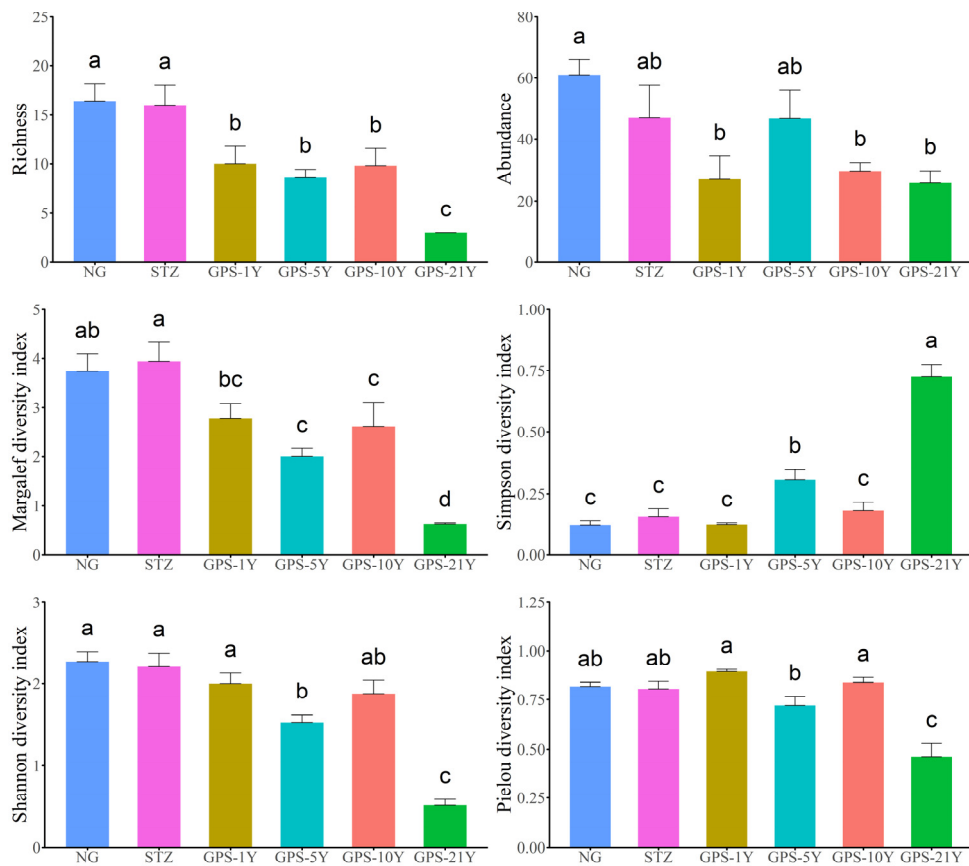 Richness
25
20
15
10
5
0
a
a
b
b
b
c
NG STZ GPS-1Y GPS-5Y GPS-10Y GPS-21Y
Abundance
80
60
40
20
0
a
ab
b
ab
b
b
NG STZ GPS-1Y GPS-5Y GPS-10Y GPS-21Y
Margalef diversity index
5
4
3
2
1
0
ab
a
bc
c
c
d
NG STZ GPS-1Y GPS-5Y GPS-10Y GPS-21Y
Simpson diversity index
1.00
0.75
0.50
0.25
0.00
c
c
c
b
c
a
NG STZ GPS-1Y GPS-5Y GPS-10Y GPS-21Y
Shannon diversity index
3
2
1
0
a
a
a
b
ab
c
NG STZ GPS-1Y GPS-5Y GPS-10Y GPS-21Y
Pielou diversity index
1.25
1.00
0.75
0.50
0.25
0.00
ab
ab
a
b
a
c
NG STZ GPS-1Y GPS-5Y GPS-10Y GPS-21Y